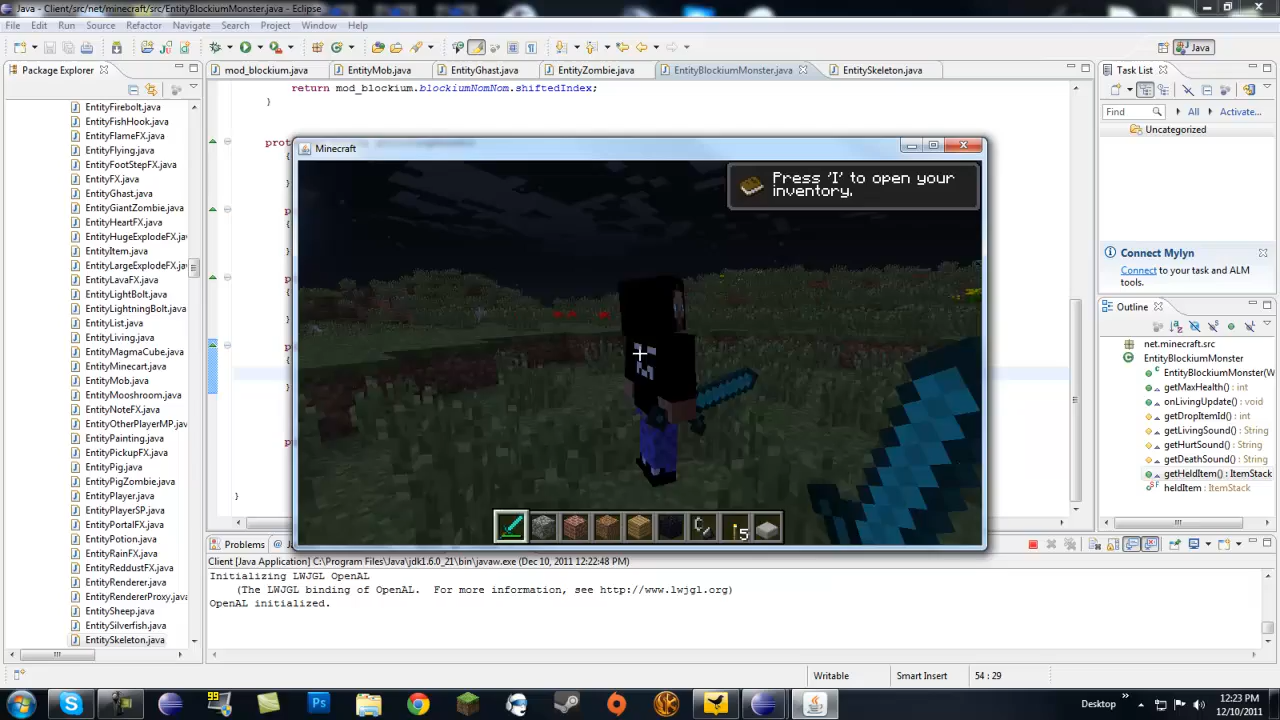 Java - Client/src/net/minecraft/src/EntityBlockiumMonster.java - Eclipse
File Edit Run Source Refactor Navigate Search Project Window Help
Java
Package Explorer
mod_blockium.java EntityMob.java EntityGhast.java EntityZombie.java EntityBlockiumMonster.java EntitySkeleton.java
Task List
return mod_blockium.blockiumNomNom.shiftedIndex;
}
Find All Activate...
Uncategorized
EntityFirebolt.java
EntityFishHook.java
EntityFlameFX.java
EntityFlying.java
EntityFootStepFX.java
EntityFX.java
EntityGhast.java
EntityGiantZombie.java
EntityHeartFX.java
EntityHugeExplodeFX.ja
EntityItem.java
EntityLargeExplodeFX.ja
EntityLavaFX.java
EntityLightBolt.java
EntityLightningBolt.java
EntityList.java
EntityLiving.java
EntityMagmaCube.java
EntityMinecart.java
EntityMob.java
EntityMooshroom.java
EntityNoteFX.java
EntityOtherPlayerMP.jav
EntityPainting.java
EntityPickupFX.java
EntityPig.java
EntityPigZombie.java
EntityPlayer.java
EntityPlayerSP.java
EntityPortalFX.java
EntityPotion.java
EntityRainFX.java
EntityReddustFX.java
EntityRenderer.java
EntityRendererProxy.java
EntitySheep.java
EntitySilverfish.java
EntitySkeleton.java
Minecraft
Press 'I' to open your
inventory.
5
}
Connect Mylyn
Connect to your task and ALM
tools.
Outline
net.minecraft.src
EntityBlockiumMonster
EntityBlockiumMonster(W
getMaxHealth() : int
onLivingUpdate() : void
getDropItemId() : int
getLivingSound() : String
getHurtSound() : String
getDeathSound() : String
getHeldItem() : ItemStack
heldItem : ItemStack
Problems
Client [Java Application] C:\Program Files\Java\jdk1.6.0_21\bin\javaw.exe (Dec 10, 2011 12:22:48 PM)
Initializing LWJGL OpenAL
(The LWJGL binding of OpenAL. For more information, see http://www.lwjgl.org)
OpenAL initialized.
Writable Smart Insert 54 : 29
99
Ps
Desktop
12:23 PM
12/10/2011